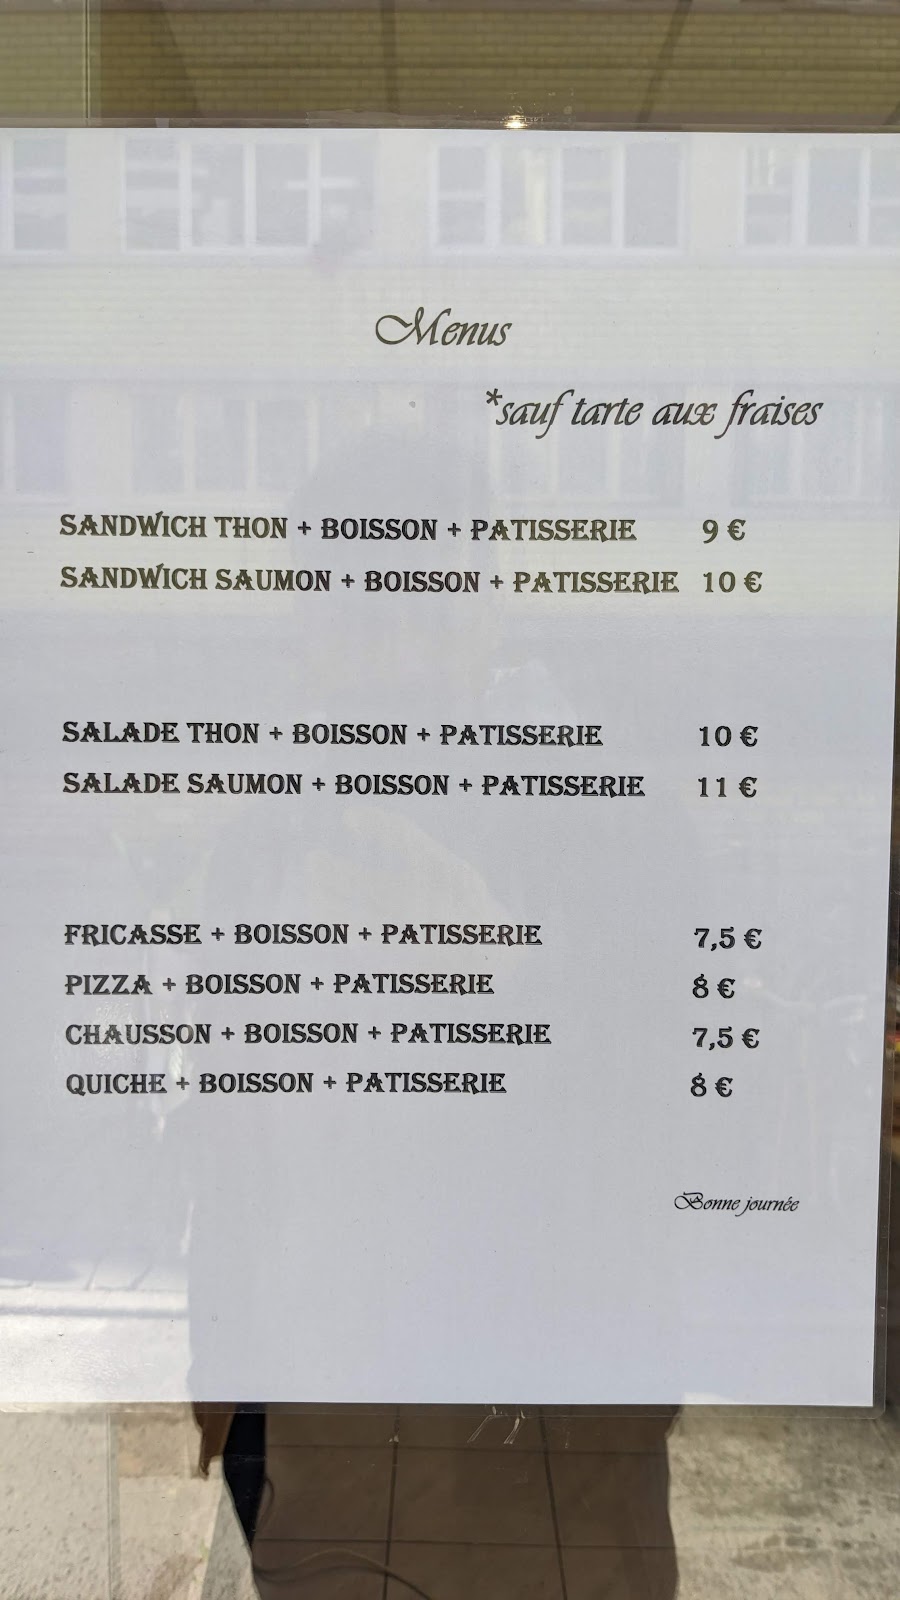 Menus
*sauf tarte aux fraises
SANDWICH THON + BOISSON + PATISSERIE 9 €
SANDWICH SAUMON + BOISSON + PATISSERIE 10 €
SALADE THON + BOISSON + PATISSERIE 10 €
SALADE SAUMON + BOISSON + PATISSERIE 11 €
FRICASSE + BOISSON + PATISSERIE 7,5 €
PIZZA + BOISSON + PATISSERIE 8 €
CHAUSSON + BOISSON + PATISSERIE 7,5 €
QUICHE + BOISSON + PATISSERIE 8 €
Bonne journée